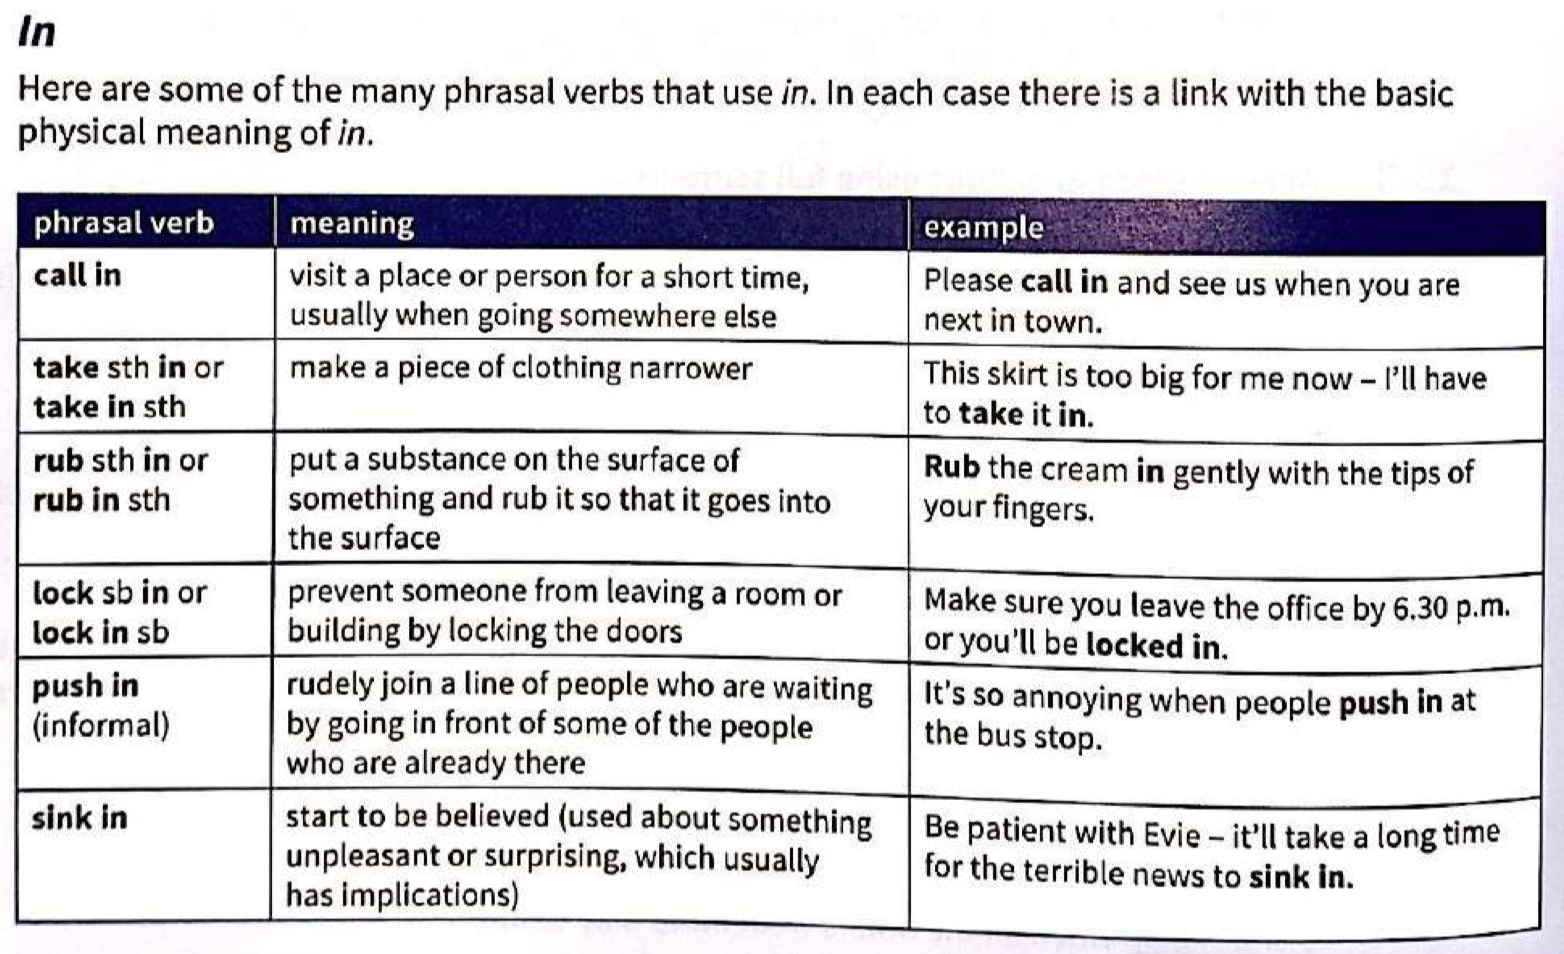 In
Here are some of the many phrasal verbs that use in. In each case there is a link with the basic
physical meaning of in.
phrasal verb
meaning
example
call in
visit a place or person for a short time,
usually when going somewhere else
Please call in and see us when you are
next in town.
take sth in or
take in sth
make a piece of clothing narrower
This skirt is too big for me now – I'll have
to take it in.
rub sth in or
rub in sth
put a substance on the surface of
something and rub it so that it goes into
the surface
Rub the cream in gently with the tips of
your fingers.
lock sb in or
lock in sb
prevent someone from leaving a room or
building by locking the doors
Make sure you leave the office by 6.30 p.m.
or you'll be locked in.
push in
(informal)
rudely join a line of people who are waiting
by going in front of some of the people
who are already there
It's so annoying when people push in at
the bus stop.
sink in
start to be believed (used about something
unpleasant or surprising, which usually
has implications)
Be patient with Evie – it'll take a long time
for the terrible news to sink in.